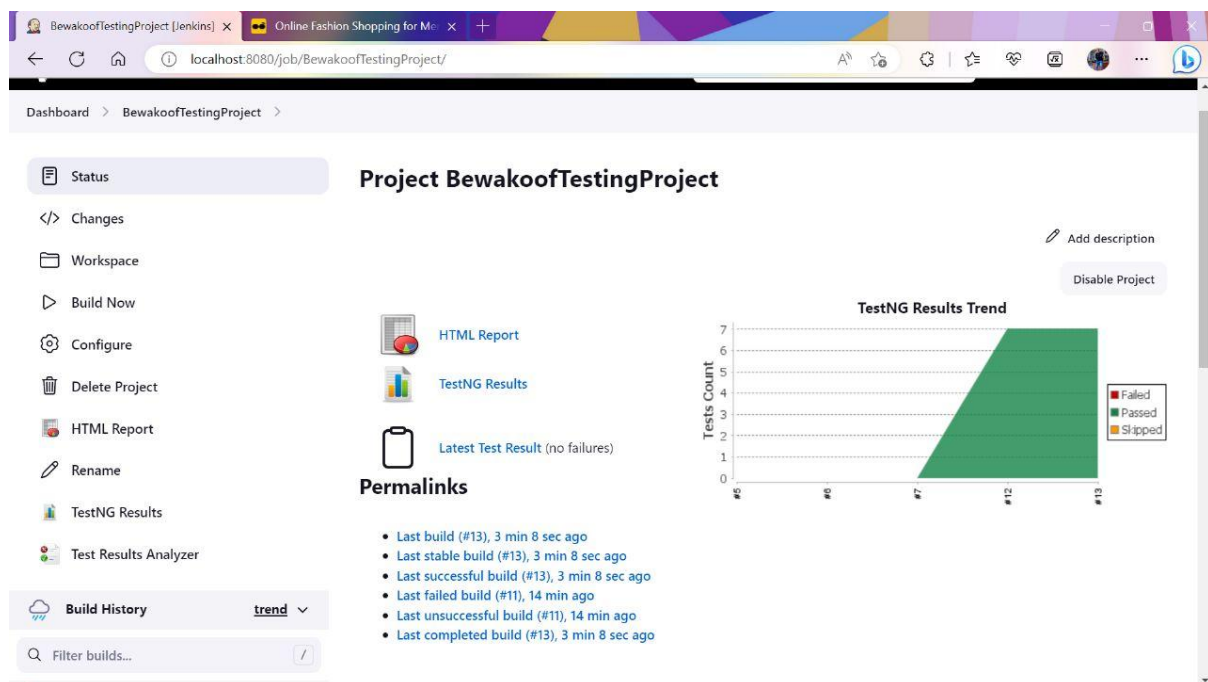 BewakoofTestingProject [Jenkins]
Online Fashion Shopping for Me
localhost:8080/job/BewakoofTestingProject/
Dashboard > BewakoofTestingProject >
Status
Changes
Workspace
Build Now
Configure
Delete Project
HTML Report
Rename
TestNG Results
Test Results Analyzer
Build History trend
Filter builds... /
Project BewakoofTestingProject
Add description
Disable Project
HTML Report
TestNG Results
Latest Test Result (no failures)
TestNG Results Trend
Tests Count
7
6
5
4
3
2
1
0
#5 #6 #7 #12 #13
Failed
Passed
Skipped
Permalinks
Last build (#13), 3 min 8 sec ago
Last stable build (#13), 3 min 8 sec ago
Last successful build (#13), 3 min 8 sec ago
Last failed build (#11), 14 min ago
Last unsuccessful build (#11), 14 min ago
Last completed build (#13), 3 min 8 sec ago